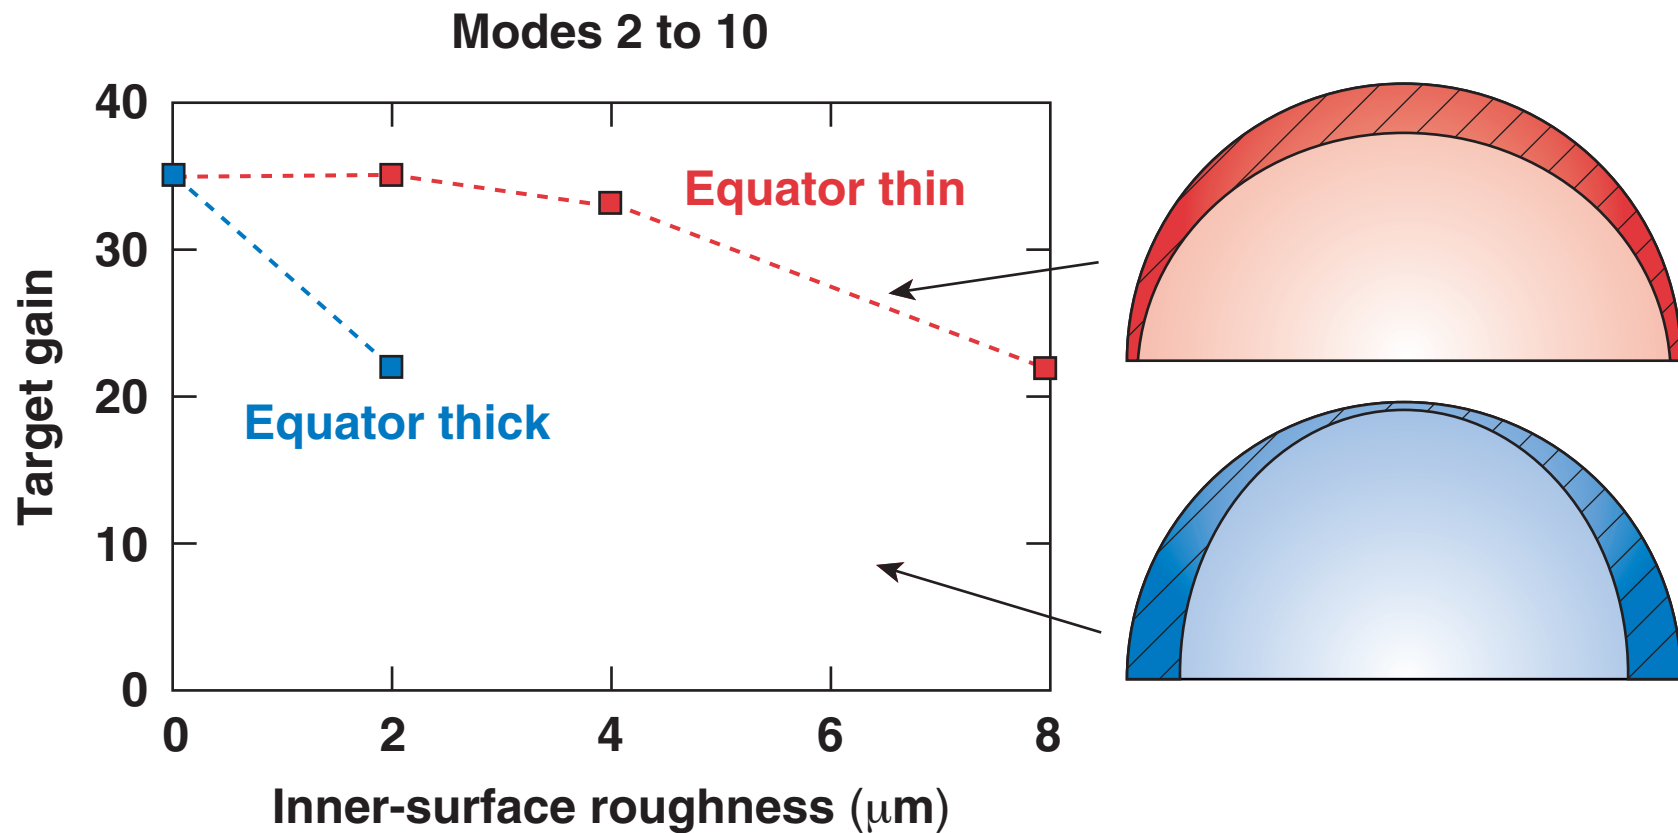 Modes 2 to 10
40
30
20
10
0
Target gain
Equator thin
Equator thick
0 2 4 6 8
Inner-surface roughness (μm)